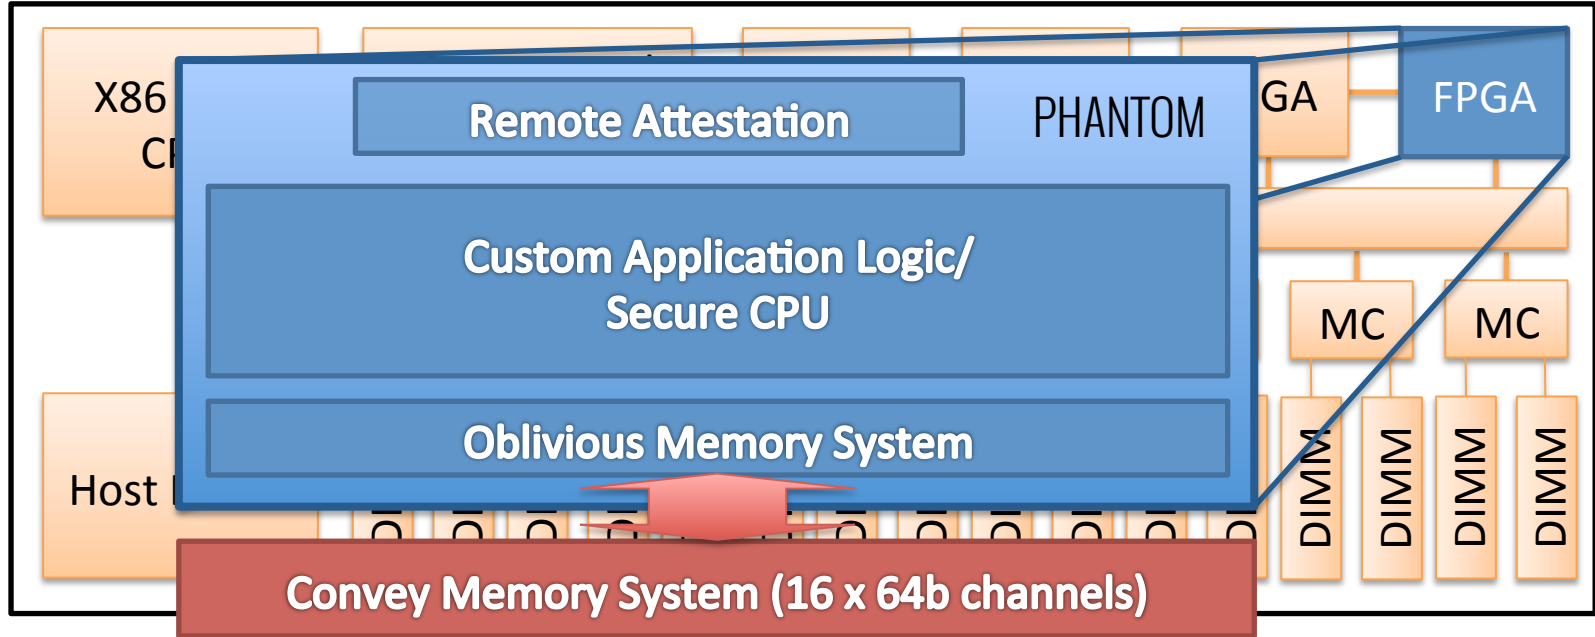 X86
Remote Attestation
PHANTOM
GA
FPGA
Custom Application Logic/
Secure CPU
MC
MC
Oblivious Memory System
Host
DIMM
DIMM
DIMM
DIMM
Convey Memory System (16 x 64b channels)